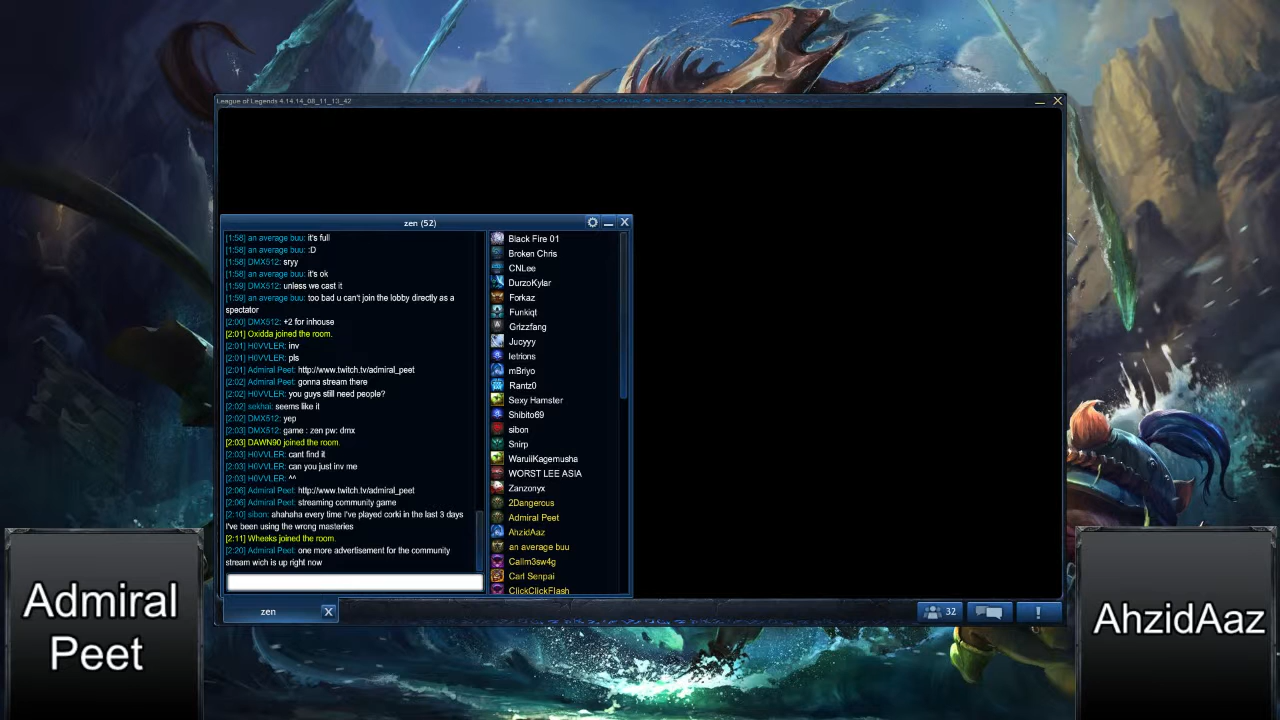 League of Legends 4.14.14_08_11_13_42
zen (52)
[1:58] an average buu: it's full
[1:58] an average buu: :D
[1:58] DMX512: sryy
[1:58] an average buu: it's ok
[1:59] DMX512: unless we cast it
[1:59] an average buu: too bad u can't join the lobby directly as a
spectator
[2:00] DMX512: +2 for inhouse
[2:01] Oxidda joined the room.
[2:01] H0VVLER: inv
[2:01] H0VVLER: pls
[2:01] Admiral Peet: http://www.twitch.tv/admiral_peet
[2:02] Admiral Peet: gonna stream there
[2:02] H0VVLER: you guys still need people?
[2:02] sekhai: seems like it
[2:02] DMX512: yep
[2:03] DMX512: game : zen pw: dmx
[2:03] DAWN90 joined the room.
[2:03] H0VVLER: cant find it
[2:03] H0VVLER: can you just inv me
[2:03] H0VVLER: ^^
[2:06] Admiral Peet: http://www.twitch.tv/admiral_peet
[2:06] Admiral Peet: streaming community game
[2:10] sibon: ahahaha every time I've played corki in the last 3 days
I've been using the wrong masteries
[2:11] Wheeks joined the room.
[2:20] Admiral Peet: one more advertisement for the community
stream wich is up right now
Black Fire 01
Broken Chris
CNLee
DurzoKylar
Forkaz
Funkiqt
Grizzfang
Jucyyy
letrions
mBriyo
Rantz0
Sexy Hamster
Shibito69
sibon
Snirp
WaruiiKagemusha
WORST LEE ASIA
Zanzonyx
2Dangerous
Admiral Peet
AhzidAaz
an average buu
Callm3sw4g
Carl Senpai
ClickClickFlash
zen
32
Admiral
Peet
AhzidAaz